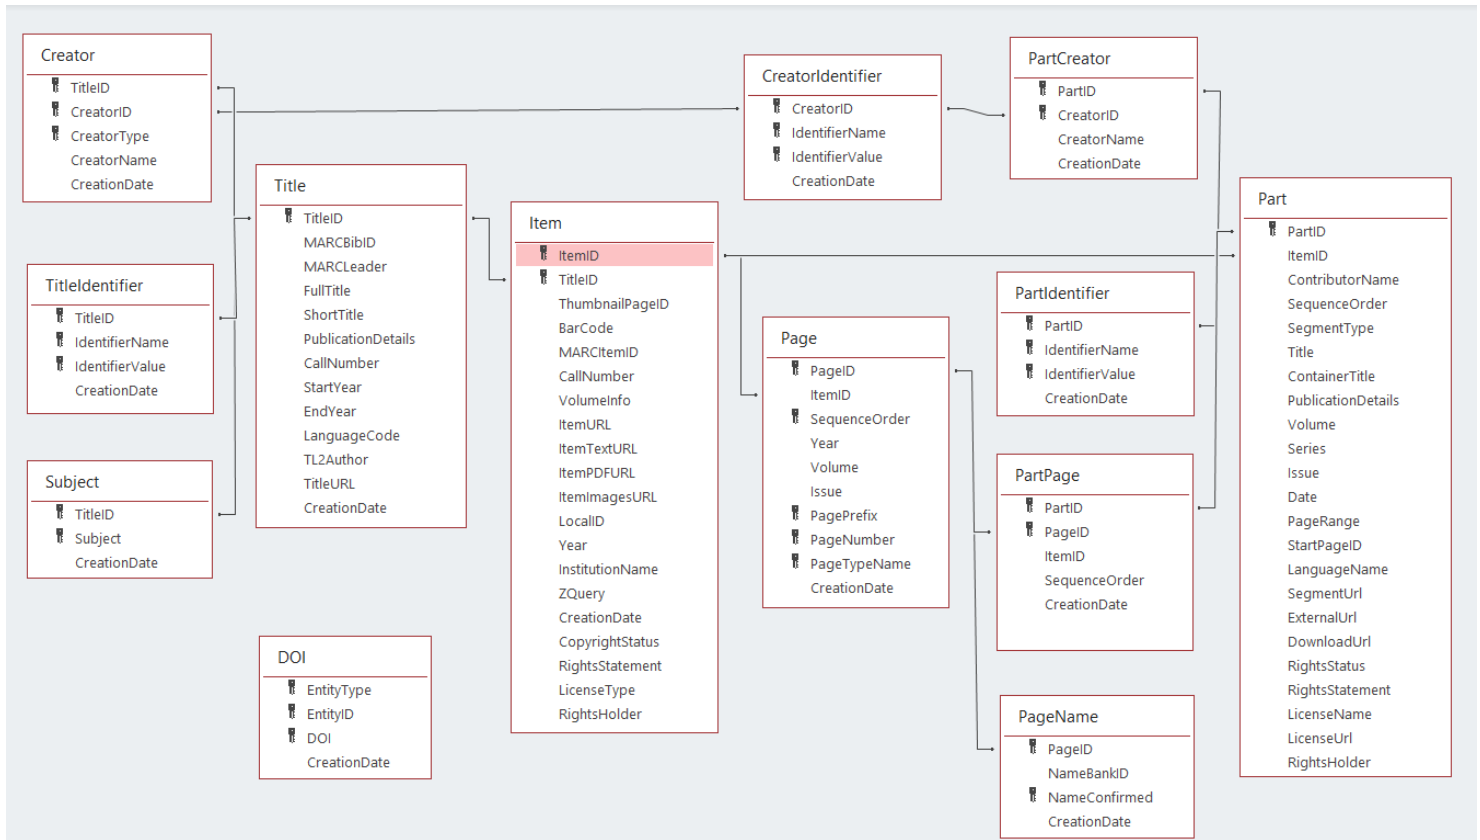 Creator
TitleID
CreatorID
CreatorType
CreatorName
CreationDate
TitleIdentifier
TitleID
IdentifierName
IdentifierValue
CreationDate
Subject
TitleID
Subject
CreationDate
Title
TitleID
MARCBibID
MARCLeader
FullTitle
ShortTitle
PublicationDetails
CallNumber
StartYear
EndYear
LanguageCode
TL2Author
TitleURL
CreationDate
DOI
EntityType
EntityID
DOI
CreationDate
Item
ItemID
TitleID
ThumbnailPageID
BarCode
MARCItemID
CallNumber
VolumeInfo
ItemURL
ItemTextURL
ItemPDFURL
ItemImagesURL
LocalID
Year
InstitutionName
ZQuery
CreationDate
CopyrightStatus
RightsStatement
LicenseType
RightsHolder
CreatorIdentifier
CreatorID
IdentifierName
IdentifierValue
CreationDate
Page
PageID
ItemID
SequenceOrder
Year
Volume
Issue
PagePrefix
PageNumber
PageTypeName
CreationDate
PartCreator
PartID
CreatorID
CreatorName
CreationDate
PartIdentifier
PartID
IdentifierName
IdentifierValue
CreationDate
PartPage
PartID
PageID
ItemID
SequenceOrder
CreationDate
PageName
PageID
NameBankID
NameConfirmed
CreationDate
Part
PartID
ItemID
ContributorName
SequenceOrder
SegmentType
Title
ContainerTitle
PublicationDetails
Volume
Series
Issue
Date
PageRange
StartPageID
LanguageName
SegmentUrl
ExternalUrl
DownloadUrl
RightsStatus
RightsStatement
LicenseName
LicenseUrl
RightsHolder